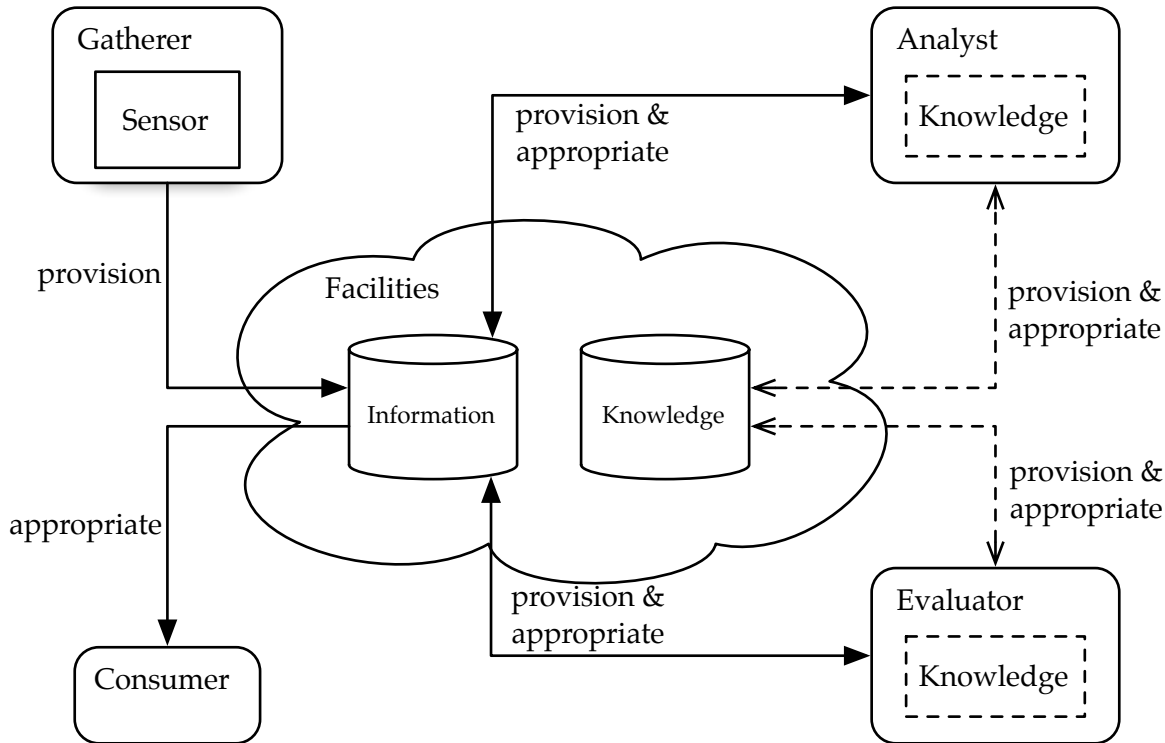 Gatherer
Sensor
Analyst
Knowledge
provision &
appropriate
provision
Facilities
provision &
appropriate
Information
Knowledge
appropriate
provision &
appropriate
provision &
appropriate
Evaluator
Knowledge
Consumer